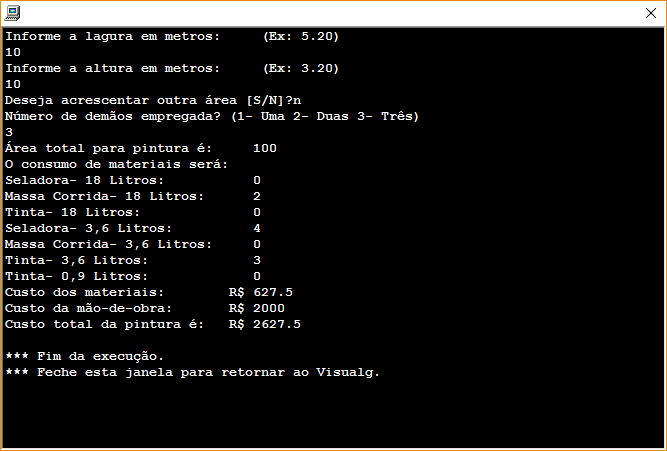 Informe a lagura em metros:     (Ex: 5.20)
10
Informe a altura em metros:     (Ex: 3.20)
10
Deseja acrescentar outra área [S/N]?n
Número de demãos empregada? (1- Uma 2- Duas 3- Três)
3
Área total para pintura é:     100
O consumo de materiais será:
Seladora- 18 Litros:           0
Massa Corrida- 18 Litros:      2
Tinta- 18 Litros:              0
Seladora- 3,6 Litros:          4
Massa Corrida- 3,6 Litros:     0
Tinta- 3,6 Litros:             3
Tinta- 0,9 Litros:             0
Custo dos materiais:        R$ 627.5
Custo da mão-de-obra:       R$ 2000
Custo total da pintura é:   R$ 2627.5
*** Fim da execução.
*** Feche esta janela para retornar ao Visualg.